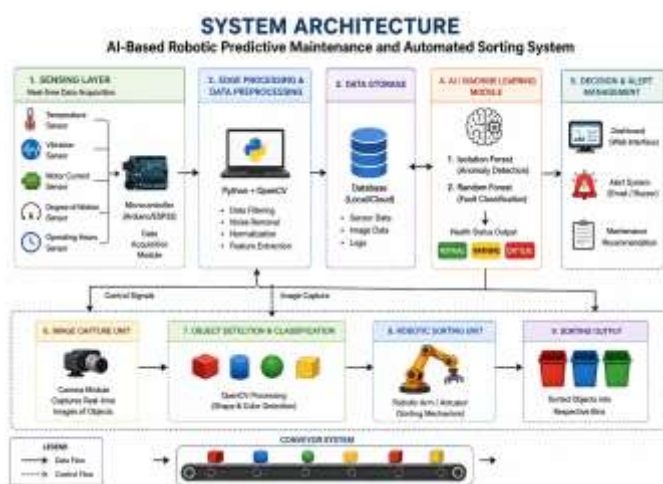 SYSTEM ARCHITECTURE
AI-Based Robotic Predictive Maintenance and Automated Sorting System
1. SENSING LAYER
Real-time Data Acquisition
Temperature
Sensor
Vibration
Sensor
Motor Current
Sensor
Degree of Motion
Sensor
Operating Hours
Sensor
Microcontroller
(Arduino/ESP32)
Data
Acquisition
Module
2. EDGE PROCESSING &
DATA PREPROCESSING
Python + OpenCV
• Data Filtering
• Noise Removal
• Normalization
• Feature Extraction
3. DATA STORAGE
Database
(Local/Cloud)
• Sensor Data
• Image Data
• Logs
4. AI / MACHINE LEARNING
MODULE
1. Isolation Forest
(Anomaly Detection)
2. Random Forest
(Fault Classification)
Health Status Output
NORMAL
WARNING
CRITICAL
5. DECISION & ALERT
MANAGEMENT
Dashboard
(Web Interface)
Alert System
(Email / Buzzer)
Maintenance
Recommendation
Control Signals
Image Capture
6. IMAGE CAPTURE UNIT
Camera Module
Captures Real-time
Images of Objects
7. OBJECT DETECTION & CLASSIFICATION
OpenCV Processing
(Shape & Color Detection)
8. ROBOTIC SORTING UNIT
Robotic Arm / Actuator
(Sorting Mechanism)
9. SORTING OUTPUT
Sorted Objects into
Respective Bins
LEGEND
Data Flow
Control Flow
CONVEYOR SYSTEM